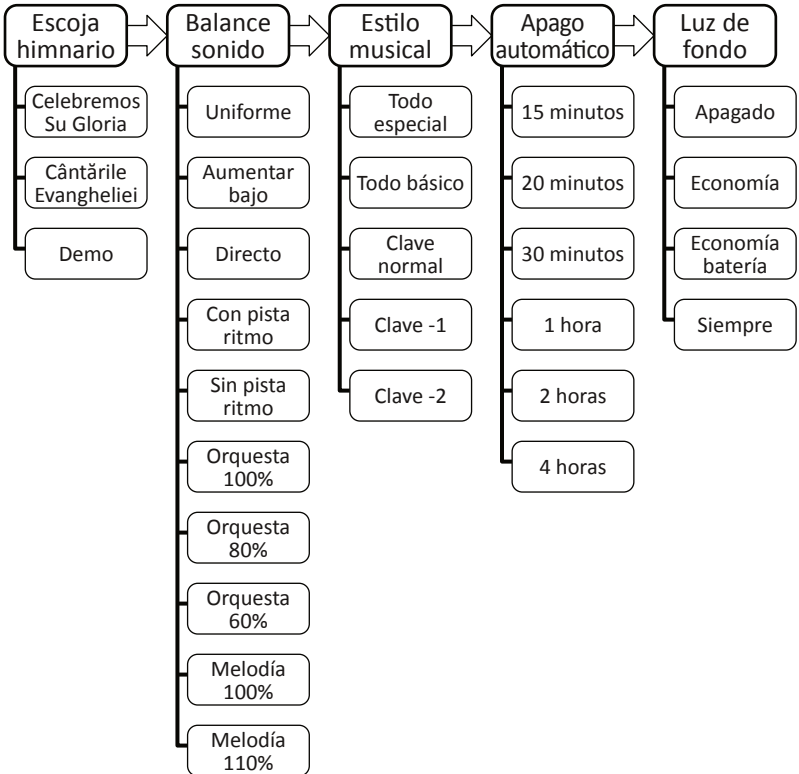 Escoja
himnario
Balance
sonido
Estilo
musical
Apago
automático
Luz de
fondo
Celebremos
Su Gloria
Cântările
Evangheliei
Demo
Uniforme
Aumentar
bajo
Directo
Con pista
ritmo
Sin pista
ritmo
Orquesta
100%
Orquesta
80%
Orquesta
60%
Melodía
100%
Melodía
110%
Todo
especial
Todo básico
Clave
normal
Clave -1
Clave -2
15 minutos
20 minutos
30 minutos
1 hora
2 horas
4 horas
Apagado
Economía
Economía
batería
Siempre